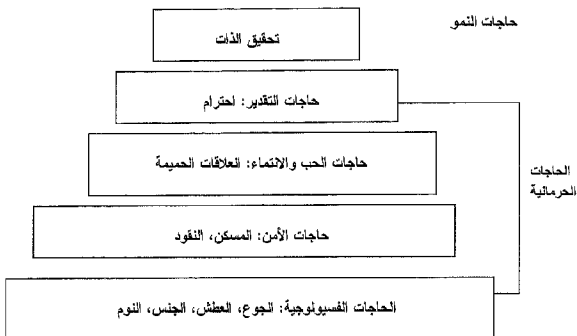 حاجات النمو
تحقيق الذات
حاجات التقدير: احترام
حاجات الحب والانتماء: العلاقات الحميمة
الحاجات
الحرمانية
حاجات الأمن: المسكن، النقود
الحاجات الفسيولوجية: الجوع، العطش، الجنس، النوم